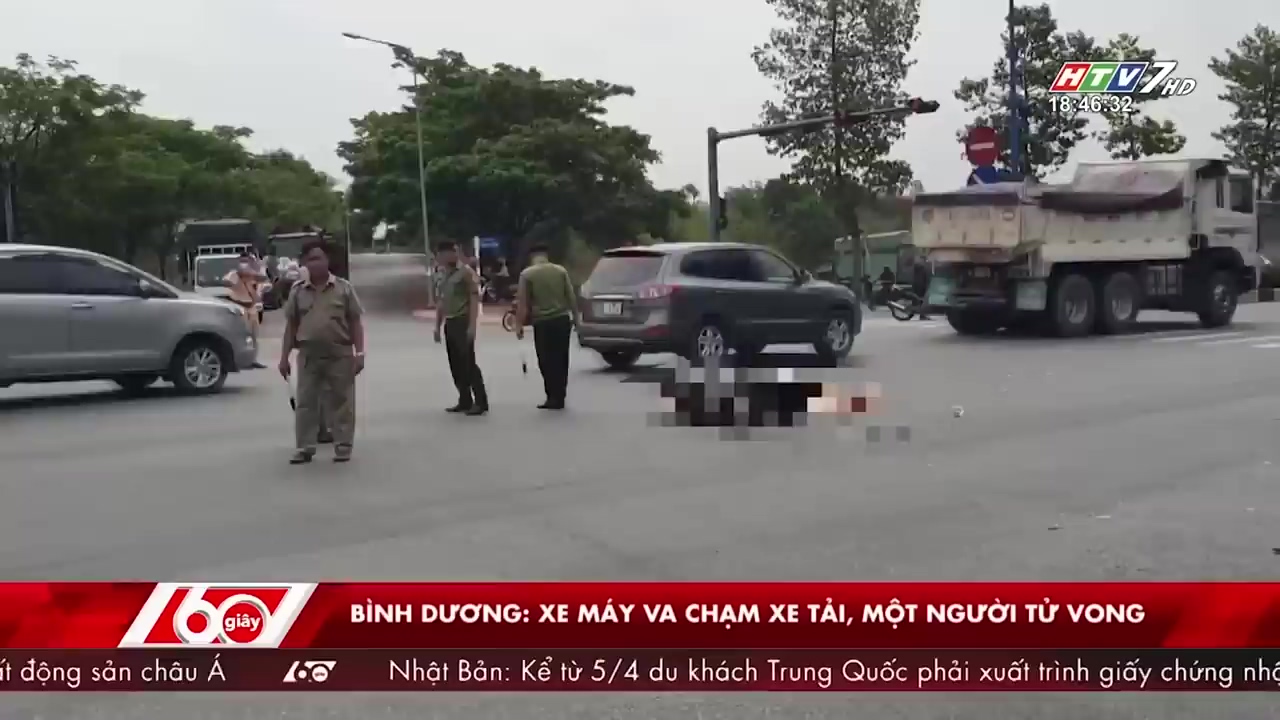 HTV7 HD
18:46:32
60 giây
BÌNH DƯƠNG: XE MÁY VA CHẠM XE TẢI, MỘT NGƯỜI TỬ VONG
ất động sản châu Á 60 Nhật Bản: Kể từ 5/4 du khách Trung Quốc phải xuất trình giấy chứng nhậ